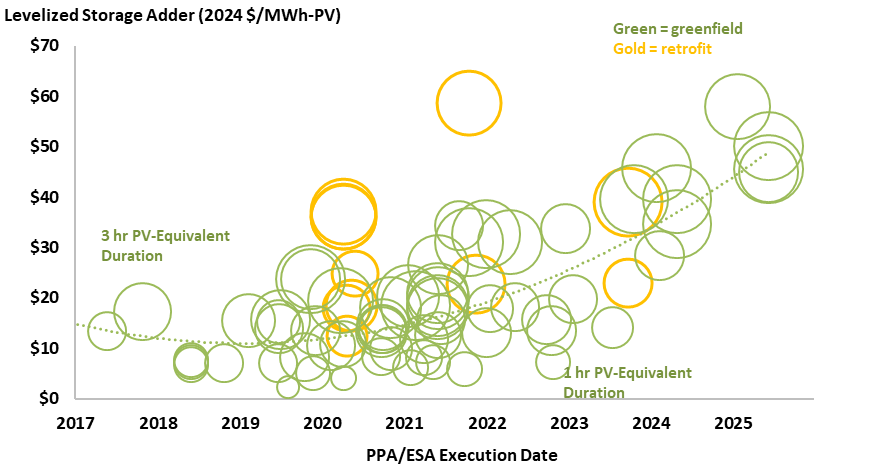 Levelized Storage Adder (2024 $/MWh-PV)
Green = greenfield
Gold = retrofit
$70
$60
$50
$40
$30
$20
$10
$0
3 hr PV-Equivalent
Duration
1 hr PV-Equivalent
Duration
2017 2018 2019 2020 2021 2022 2023 2024 2025
PPA/ESA Execution Date